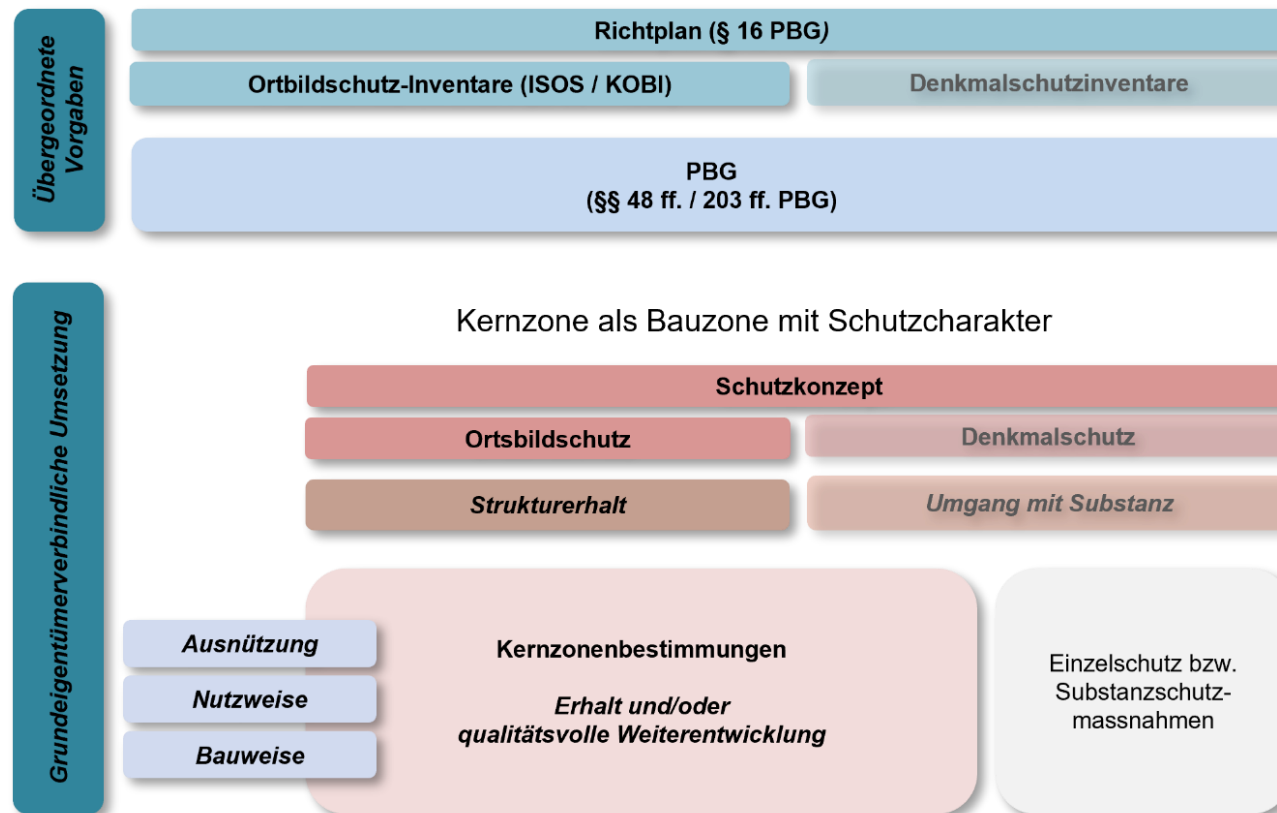 Übergeordnete
Vorgaben
Richtplan (§ 16 PBG)
Ortbildschutz-Inventare (ISOS / KOBI)
Denkmalschutzinventare
PBG
(§§ 48 ff. / 203 ff. PBG)
Grundeigentümerverbindliche Umsetzung
Kernzone als Bauzone mit Schutzcharakter
Schutzkonzept
Ortsbildschutz
Denkmalschutz
Strukturerhalt
Umgang mit Substanz
Ausnützung
Nutzweise
Bauweise
Kernzonenbestimmungen
Erhalt und/oder
qualitätsvolle Weiterentwicklung
Einzelschutz bzw.
Substanzschutz-
massnahmen